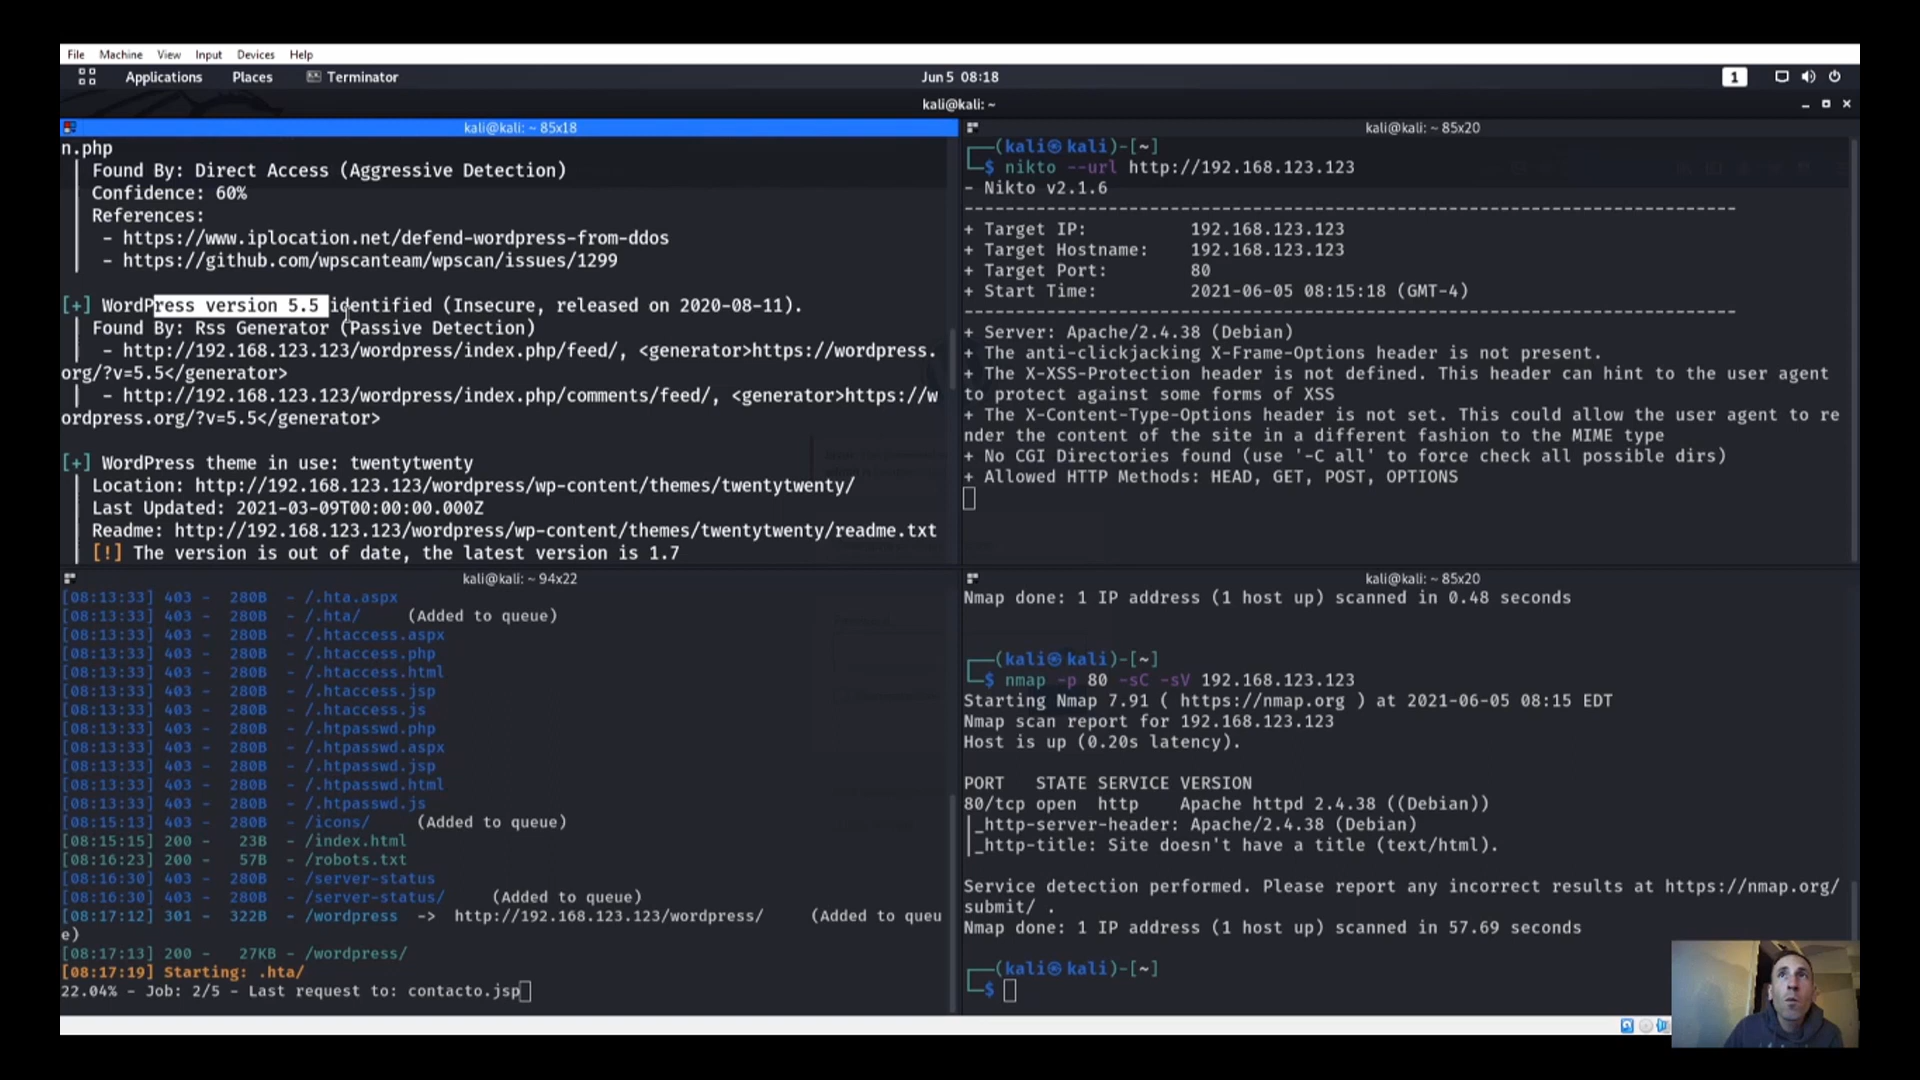 File Machine View Input Devices Help
Applications Places Terminator Jun 5 08:18 1
kali@kali: ~
kali@kali: ~ 85x18
n.php
| Found By: Direct Access (Aggressive Detection)
| Confidence: 60%
| References:
| - https://www.iplocation.net/defend-wordpress-from-ddos
| - https://github.com/wpscanteam/wpscan/issues/1299
[+] WordPress version 5.5 identified (Insecure, released on 2020-08-11).
| Found By: Rss Generator (Passive Detection)
| - http://192.168.123.123/wordpress/index.php/feed/, <generator>https://wordpress.
org/?v=5.5</generator>
| - http://192.168.123.123/wordpress/index.php/comments/feed/, <generator>https://w
ordpress.org/?v=5.5</generator>
[+] WordPress theme in use: twentytwenty
| Location: http://192.168.123.123/wordpress/wp-content/themes/twentytwenty/
| Last Updated: 2021-03-09T00:00:00.000Z
| Readme: http://192.168.123.123/wordpress/wp-content/themes/twentytwenty/readme.txt
| [!] The version is out of date, the latest version is 1.7
kali@kali: ~ 85x20
(kali㉿kali)-[~]
$ nikto --url http://192.168.123.123
- Nikto v2.1.6
---------------------------------------------------------------------------
+ Target IP: 192.168.123.123
+ Target Hostname: 192.168.123.123
+ Target Port: 80
+ Start Time: 2021-06-05 08:15:18 (GMT-4)
---------------------------------------------------------------------------
+ Server: Apache/2.4.38 (Debian)
+ The anti-clickjacking X-Frame-Options header is not present.
+ The X-XSS-Protection header is not defined. This header can hint to the user agent
to protect against some forms of XSS
+ The X-Content-Type-Options header is not set. This could allow the user agent to re
nder the content of the site in a different fashion to the MIME type
+ No CGI Directories found (use '-C all' to force check all possible dirs)
+ Allowed HTTP Methods: HEAD, GET, POST, OPTIONS
kali@kali: ~ 94x22
[08:13:33] 403 - 280B - /.hta.aspx
[08:13:33] 403 - 280B - /.hta/ (Added to queue)
[08:13:33] 403 - 280B - /.htaccess.aspx
[08:13:33] 403 - 280B - /.htaccess.php
[08:13:33] 403 - 280B - /.htaccess.html
[08:13:33] 403 - 280B - /.htaccess.jsp
[08:13:33] 403 - 280B - /.htaccess.js
[08:13:33] 403 - 280B - /.htpasswd.php
[08:13:33] 403 - 280B - /.htpasswd.aspx
[08:13:33] 403 - 280B - /.htpasswd.jsp
[08:13:33] 403 - 280B - /.htpasswd.html
[08:13:33] 403 - 280B - /.htpasswd.js
[08:15:13] 403 - 280B - /icons/ (Added to queue)
[08:15:15] 200 - 23B - /index.html
[08:16:23] 200 - 57B - /robots.txt
[08:16:30] 403 - 280B - /server-status
[08:16:30] 403 - 280B - /server-status/ (Added to queue)
[08:17:12] 301 - 322B - /wordpress -> http://192.168.123.123/wordpress/ (Added to queu
e)
[08:17:13] 200 - 27KB - /wordpress/
[08:17:19] Starting: .hta/
22.04% - Job: 2/5 - Last request to: contacto.jsp
kali@kali: ~ 85x20
Nmap done: 1 IP address (1 host up) scanned in 0.48 seconds
(kali㉿kali)-[~]
$ nmap -p 80 -sC -sV 192.168.123.123
Starting Nmap 7.91 ( https://nmap.org ) at 2021-06-05 08:15 EDT
Nmap scan report for 192.168.123.123
Host is up (0.20s latency).
PORT STATE SERVICE VERSION
80/tcp open http Apache httpd 2.4.38 ((Debian))
|_http-server-header: Apache/2.4.38 (Debian)
|_http-title: Site doesn't have a title (text/html).
Service detection performed. Please report any incorrect results at https://nmap.org/
submit/ .
Nmap done: 1 IP address (1 host up) scanned in 57.69 seconds
(kali㉿kali)-[~]
$